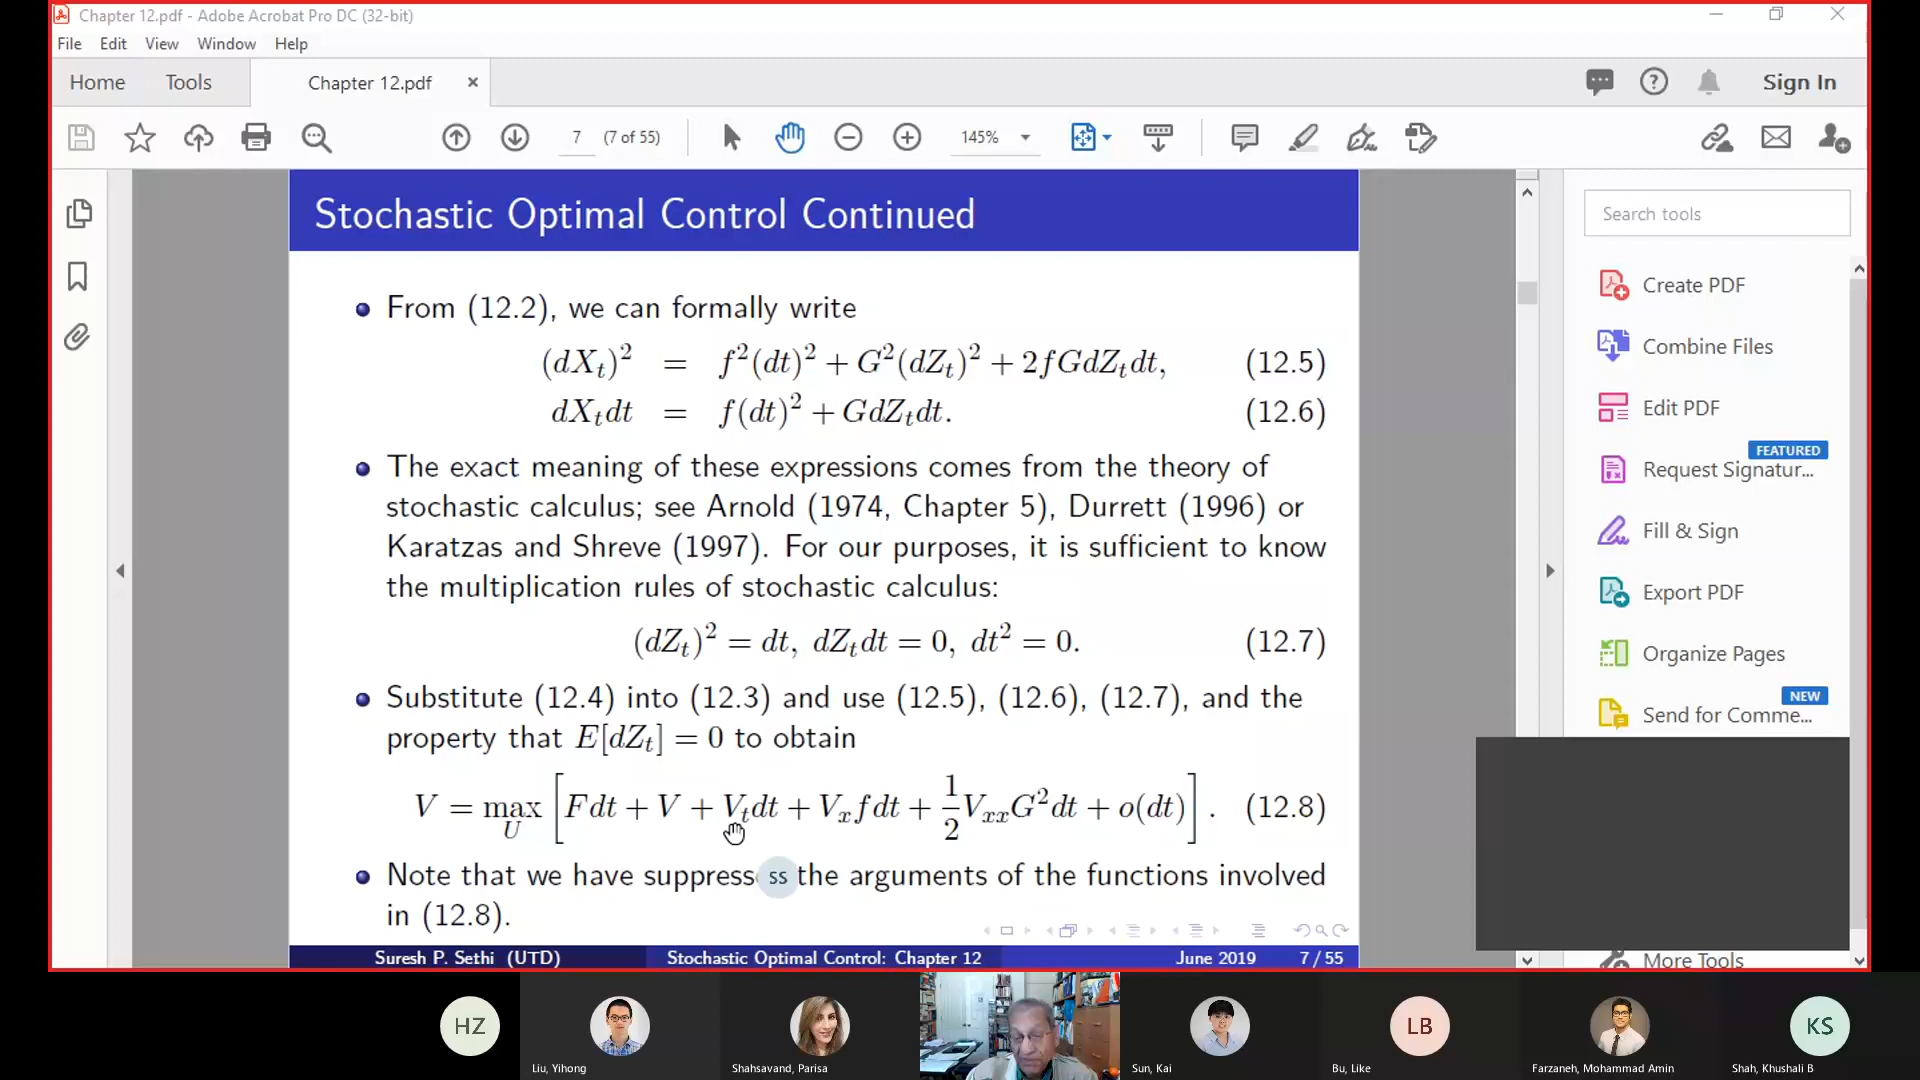 Chapter 12.pdf - Adobe Acrobat Pro DC (32-bit)
File Edit View Window Help
Home Tools Chapter 12.pdf × Sign In
7 (7 of 55) 145%
Stochastic Optimal Control Continued
Search tools
Create PDF
Combine Files
Edit PDF
FEATURED
Request Signatur...
Fill & Sign
Export PDF
Organize Pages
NEW
Send for Comme...
More Tools
From (12.2), we can formally write
(dX_t)^2 = f^2(dt)^2 + G^2(dZ_t)^2 + 2fGdZ_tdt, (12.5)
dX_tdt = f(dt)^2 + GdZ_tdt. (12.6)
The exact meaning of these expressions comes from the theory of
stochastic calculus; see Arnold (1974, Chapter 5), Durrett (1996) or
Karatzas and Shreve (1997). For our purposes, it is sufficient to know
the multiplication rules of stochastic calculus:
(dZ_t)^2 = dt, dZ_tdt = 0, dt^2 = 0. (12.7)
Substitute (12.4) into (12.3) and use (12.5), (12.6), (12.7), and the
property that E[dZ_t] = 0 to obtain
V = max_U [Fdt + V + V_tdt + V_xfdt + 1/2 V_xxG^2dt + o(dt)]. (12.8)
Note that we have suppress SS the arguments of the functions involved
in (12.8).
Suresh P. Sethi (UTD) Stochastic Optimal Control: Chapter 12 June 2019 7 / 55
HZ LB KS
Liu, Yihong Shahsavand, Parisa Sun, Kai Bu, Like Farzaneh, Mohammad Amin Shah, Khushali B